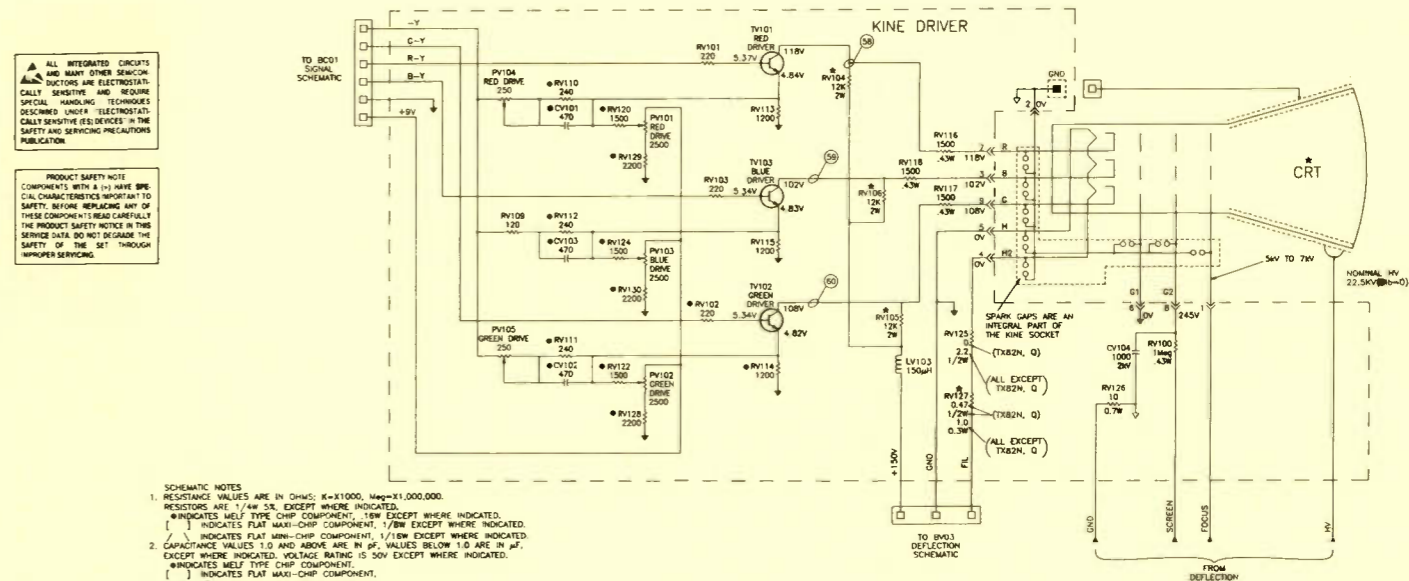 KINE DRIVER
ALL INTEGRATED CIRCUITS
AND MANY OTHER SEMICON-
DUCTORS ARE ELECTROSTATI-
CALLY SENSITIVE AND REQUIRE
SPECIAL HANDLING TECHNIQUES
DESCRIBED UNDER "ELECTROSTATI-
CALLY SENSITIVE (ES) DEVICES" IN THE
SAFETY AND SERVICING PRECAUTIONS
PUBLICATION.
PRODUCT SAFETY NOTE
COMPONENTS WITH A (★) HAVE SPE-
CIAL CHARACTERISTICS IMPORTANT TO
SAFETY. BEFORE REPLACING ANY OF
THESE COMPONENTS READ CAREFULLY
THE PRODUCT SAFETY NOTICE IN THIS
SERVICE DATA. DO NOT DEGRADE THE
SAFETY OF THE SET THROUGH
IMPROPER SERVICING.
TO BC01
SIGNAL
SCHEMATIC
-Y
G-Y
R-Y
B-Y
+9V
PV104
RED DRIVE
250
●RV110
240
●CV101
470
●RV120
1500
PV101
RED
DRIVE
2500
●RV129
2200
RV101
220
TV101
RED
DRIVER
118V
5.37V
4.84V
RV113
1200
58
★
RV104
12K
2W
RV103
220
TV103
BLUE
DRIVER
102V
5.34V
4.83V
RV115
1200
59
RV109
120
●RV112
240
●CV103
470
●RV124
1500
PV103
BLUE
DRIVE
2500
●RV130
2200
●RV102
220
TV102
GREEN
DRIVER
108V
5.34V
4.82V
●RV114
1200
60
PV105
GREEN DRIVE
250
●RV111
240
●CV102
470
●RV122
1500
PV102
GREEN
DRIVE
2500
●RV128
2200
★
RV106
12K
2W
RV116
1500
.43W
RV118
1500
.43W
RV117
1500
.43W
7
118V
R
3
102V
B
9
108V
G
5
0V
H
4
0V
H2
GND
2
0V
★
CRT
5kV TO 7kV
NOMINAL HV
22.5KV(Ib=0)
G1
6
0V
G2
8
245V
1
SPARK GAPS ARE AN
INTEGRAL PART OF
THE KINE SOCKET
★
RV105
12K
2W
LV103
150µH
RV125
0
2.2
1/2W
(TX82N, Q)
(ALL EXCEPT
TX82N, Q)
★
RV127
0.47
1/2W
1.0
0.3W
(TX82N, Q)
(ALL EXCEPT
TX82N, Q)
CV104
1000
2kV
RV100
1Meg
.43W
RV126
10
0.7W
+150V
GND
FIL
TO BV03
DEFLECTION
SCHEMATIC
GND
SCREEN
FOCUS
HV
FROM
DEFLECTION
SCHEMATIC NOTES
1. RESISTANCE VALUES ARE IN OHMS; K=X1000, Meg=X1,000,000.
RESISTORS ARE 1/4W 5%, EXCEPT WHERE INDICATED.
●INDICATES MELF TYPE CHIP COMPONENT, .16W EXCEPT WHERE INDICATED.
[ ] INDICATES FLAT MAXI-CHIP COMPONENT, 1/8W EXCEPT WHERE INDICATED.
/ \ INDICATES FLAT MINI-CHIP COMPONENT, 1/16W EXCEPT WHERE INDICATED.
2. CAPACITANCE VALUES 1.0 AND ABOVE ARE IN pF, VALUES BELOW 1.0 ARE IN µF,
EXCEPT WHERE INDICATED. VOLTAGE RATING IS 50V EXCEPT WHERE INDICATED.
●INDICATES MELF TYPE CHIP COMPONENT.
[ ] INDICATES FLAT MAXI-CHIP COMPONENT,